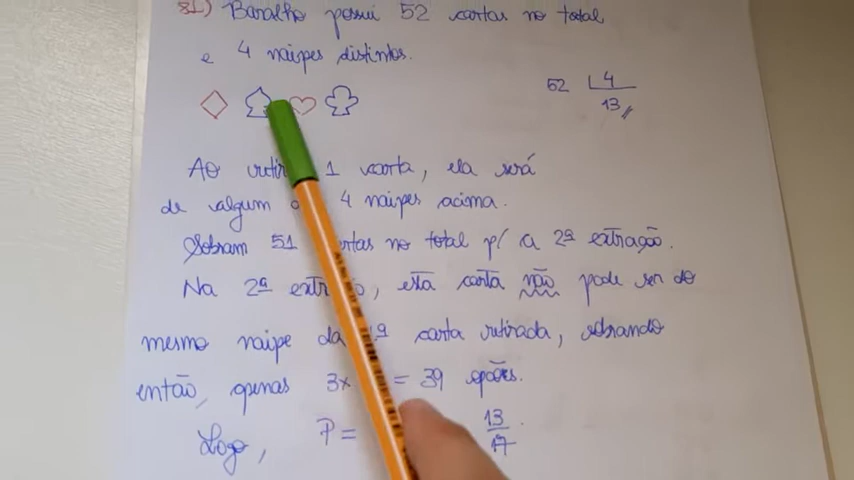 81) Baralho possui 52 cartas no total
e 4 naipes distintos.
52 4
13
Ao 1 carta, ela será
de algum 4 naipes acima.
Sobram 51 no total p/ a 2ª extração.
Na 2ª, esta carta não pode ser do
mesmo naipe da 1ª carta retirada, sobrando
então, apenas 3x = 39 opções.
Logo, P = 13/17.